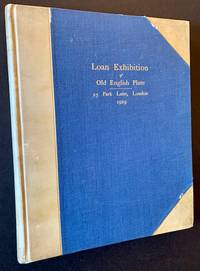 Loan Exhibition
of
Old English Plate
25 Park Lane, London
1929